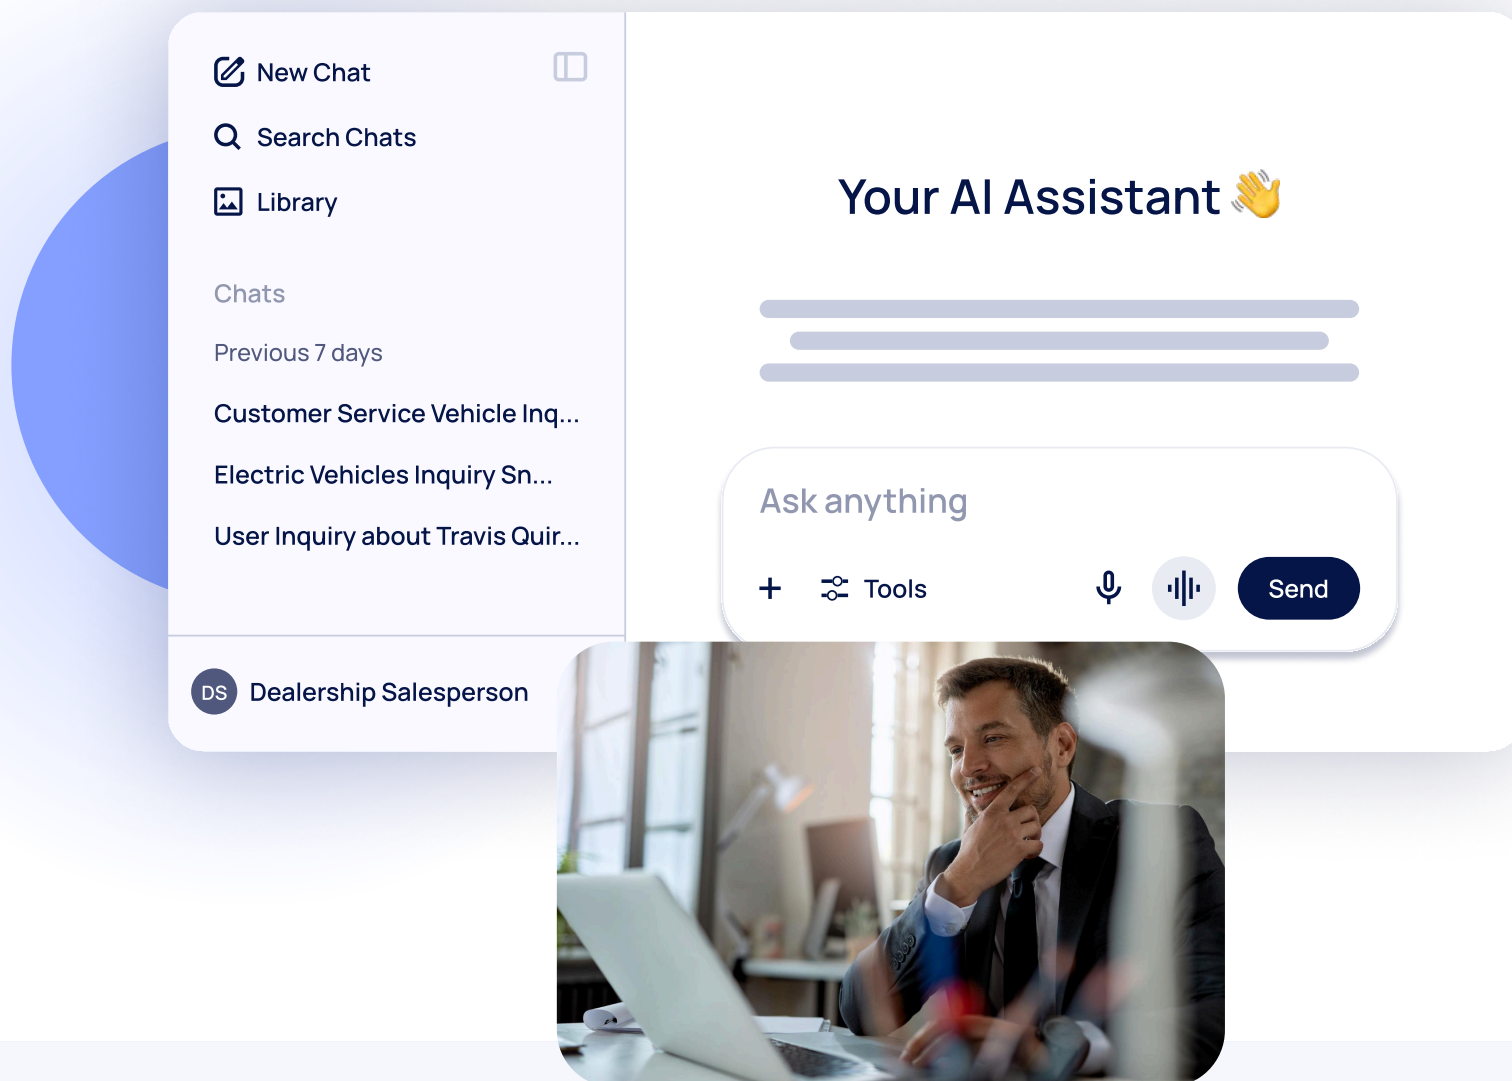 New Chat
Search Chats
Library
Chats
Previous 7 days
Customer Service Vehicle Inq...
Electric Vehicles Inquiry Sn...
User Inquiry about Travis Quir...
DS Dealership Salesperson
Your AI Assistant 👋
Ask anything
Tools
Send